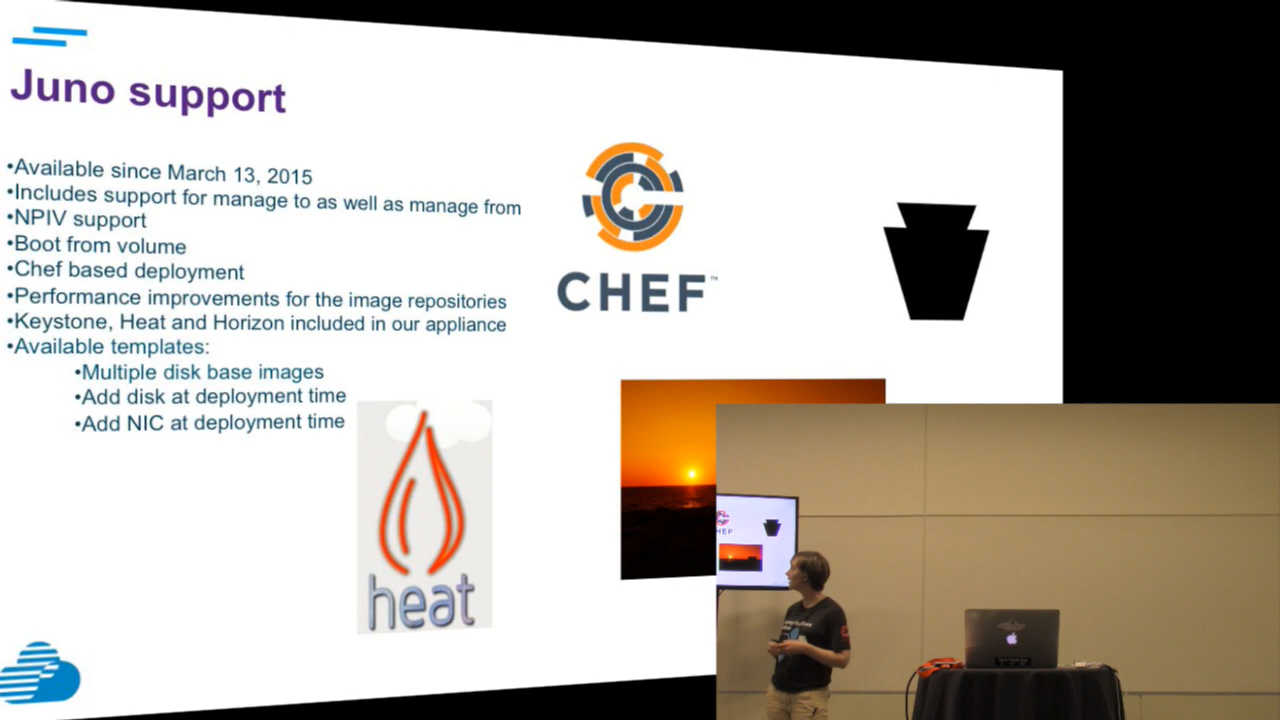 Juno support
•Available since March 13, 2015
•Includes support for manage to as well as manage from
•NPIV support
•Boot from volume
•Chef based deployment
•Performance improvements for the image repositories
•Keystone, Heat and Horizon included in our appliance
•Available templates:
•Multiple disk base images
•Add disk at deployment time
•Add NIC at deployment time
CHEF™
heat
HEF